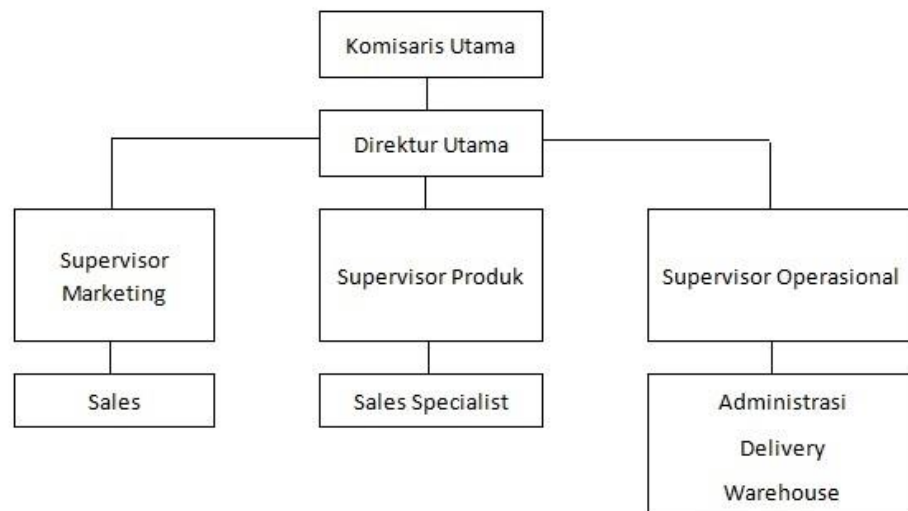 Komisaris Utama
Direktur Utama
Supervisor
Marketing
Supervisor Produk
Supervisor Operasional
Sales
Sales Specialist
Administrasi
Delivery
Warehouse